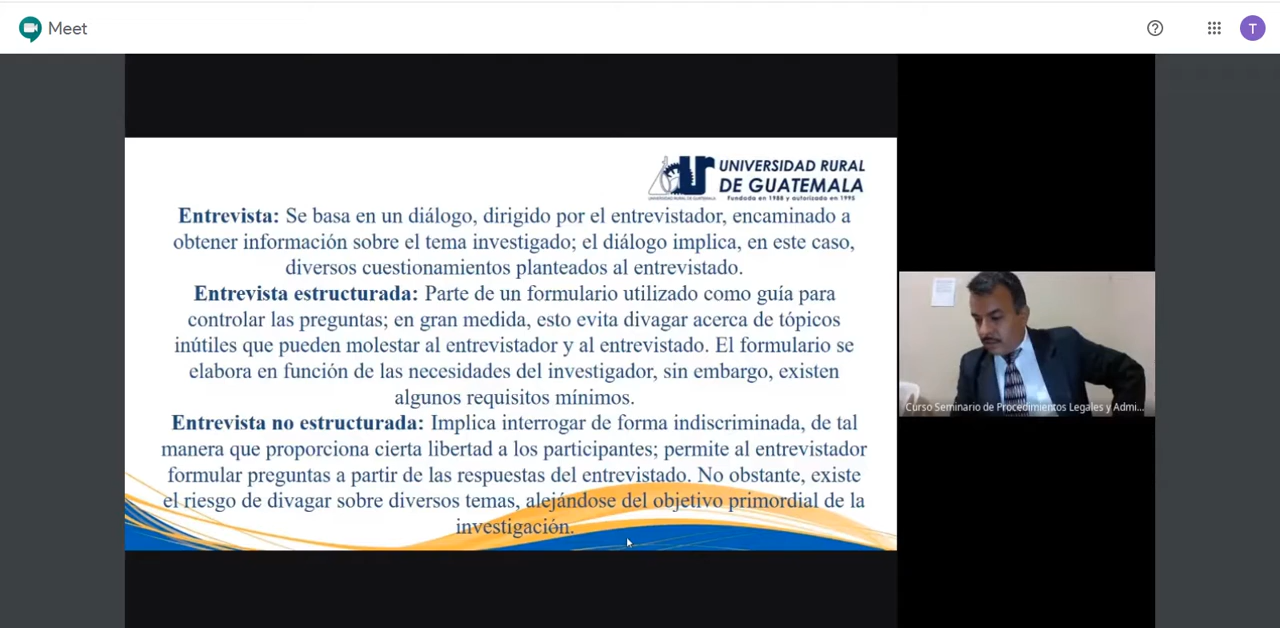 Meet
T
UNIVERSIDAD RURAL
DE GUATEMALA
Fundada en 1988 y autorizada en 1995
Entrevista: Se basa en un diálogo, dirigido por el entrevistador, encaminado a
obtener información sobre el tema investigado; el diálogo implica, en este caso,
diversos cuestionamientos planteados al entrevistado.
Entrevista estructurada: Parte de un formulario utilizado como guía para
controlar las preguntas; en gran medida, esto evita divagar acerca de tópicos
inútiles que pueden molestar al entrevistador y al entrevistado. El formulario se
elabora en función de las necesidades del investigador, sin embargo, existen
algunos requisitos mínimos.
Entrevista no estructurada: Implica interrogar de forma indiscriminada, de tal
manera que proporciona cierta libertad a los participantes; permite al entrevistador
formular preguntas a partir de las respuestas del entrevistado. No obstante, existe
el riesgo de divagar sobre diversos temas, alejándose del objetivo primordial de la
investigación.
Curso Seminario de Procedimientos Legales y Admi...